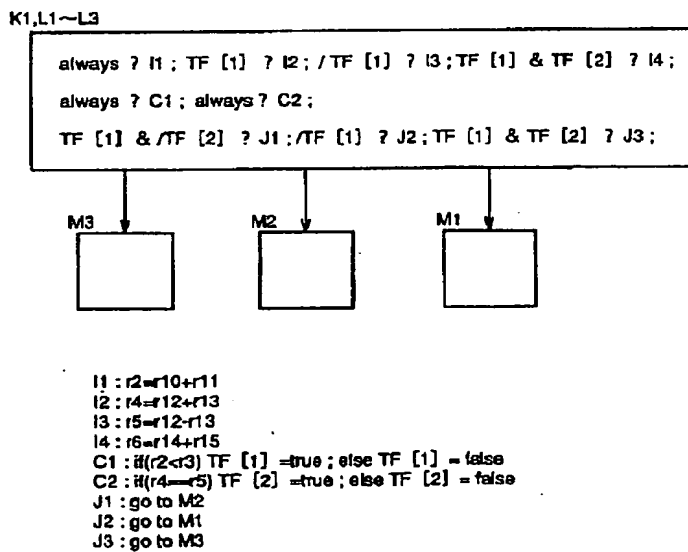 K1,L1~L3
always ? I1 ; TF [1] ? I2; / TF [1] ? I3; TF [1] & TF [2] ? I4 ;
always ? C1 ; always ? C2 ;
TF [1] & /TF [2] ? J1 ; /TF [1] ? J2; TF [1] & TF [2] ? J3 ;
M3 M2 M1
I1 : r2=r10+r11
I2 : r4=r12+r13
I3 : r5=r12-r13
I4 : r6=r14+r15
C1 : if(r2<r3) TF [1] =true ; else TF [1] = false
C2 : if(r4==r5) TF [2] =true ; else TF [2] = false
J1 : go to M2
J2 : go to M1
J3 : go to M3